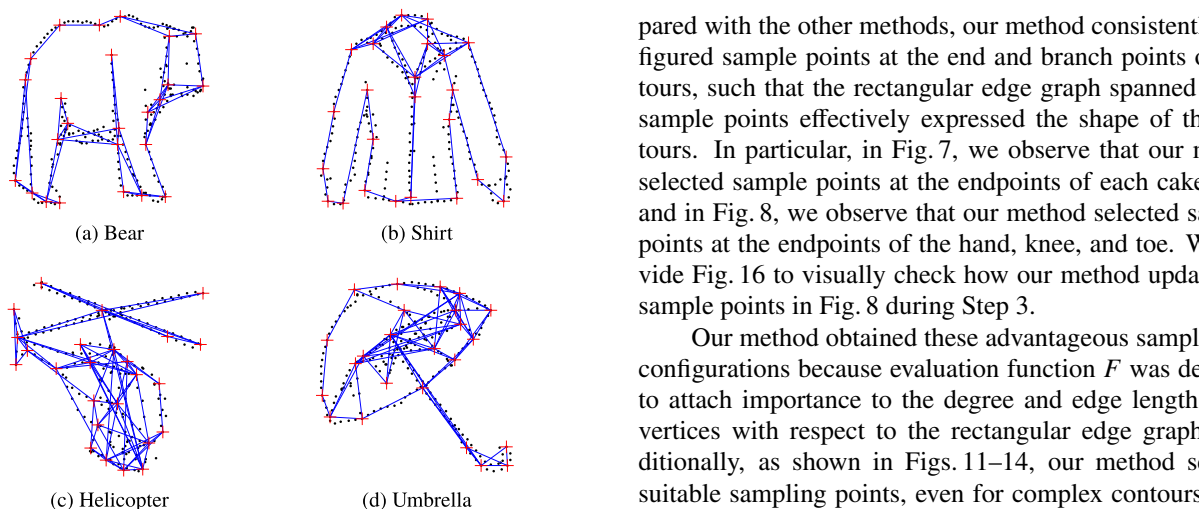 (a) Bear
(b) Shirt
(c) Helicopter
(d) Umbrella
pared with the other methods, our method consistentl
figured sample points at the end and branch points o
tours, such that the rectangular edge graph spanned
sample points effectively expressed the shape of th
tours. In particular, in Fig. 7, we observe that our m
selected sample points at the endpoints of each cake
and in Fig. 8, we observe that our method selected sa
points at the endpoints of the hand, knee, and toe. W
vide Fig. 16 to visually check how our method updat
sample points in Fig. 8 during Step 3.
Our method obtained these advantageous sampl
configurations because evaluation function F was de
to attach importance to the degree and edge length
vertices with respect to the rectangular edge graph
ditionally, as shown in Figs. 11–14, our method se
suitable sampling points, even for complex contours